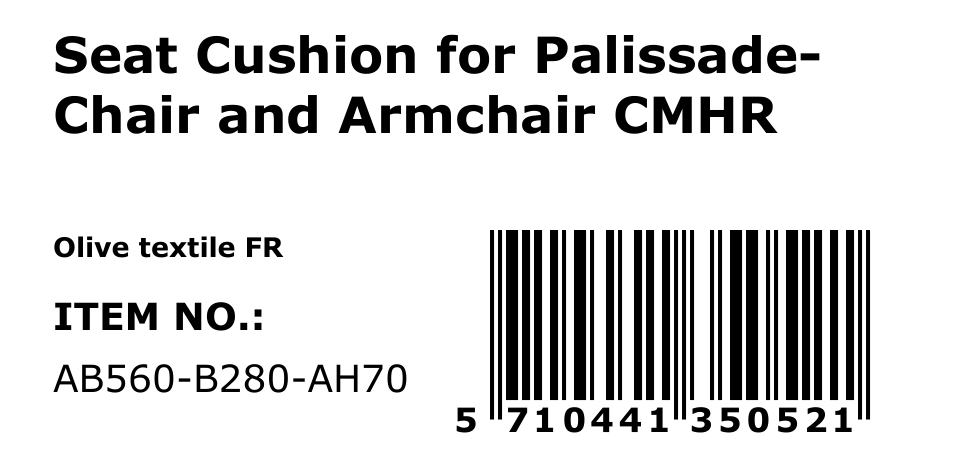 Seat Cushion for Palissade-
Chair and Armchair CMHR
Olive textile FR
ITEM NO.:
AB560-B280-AH70
5 710441 350521